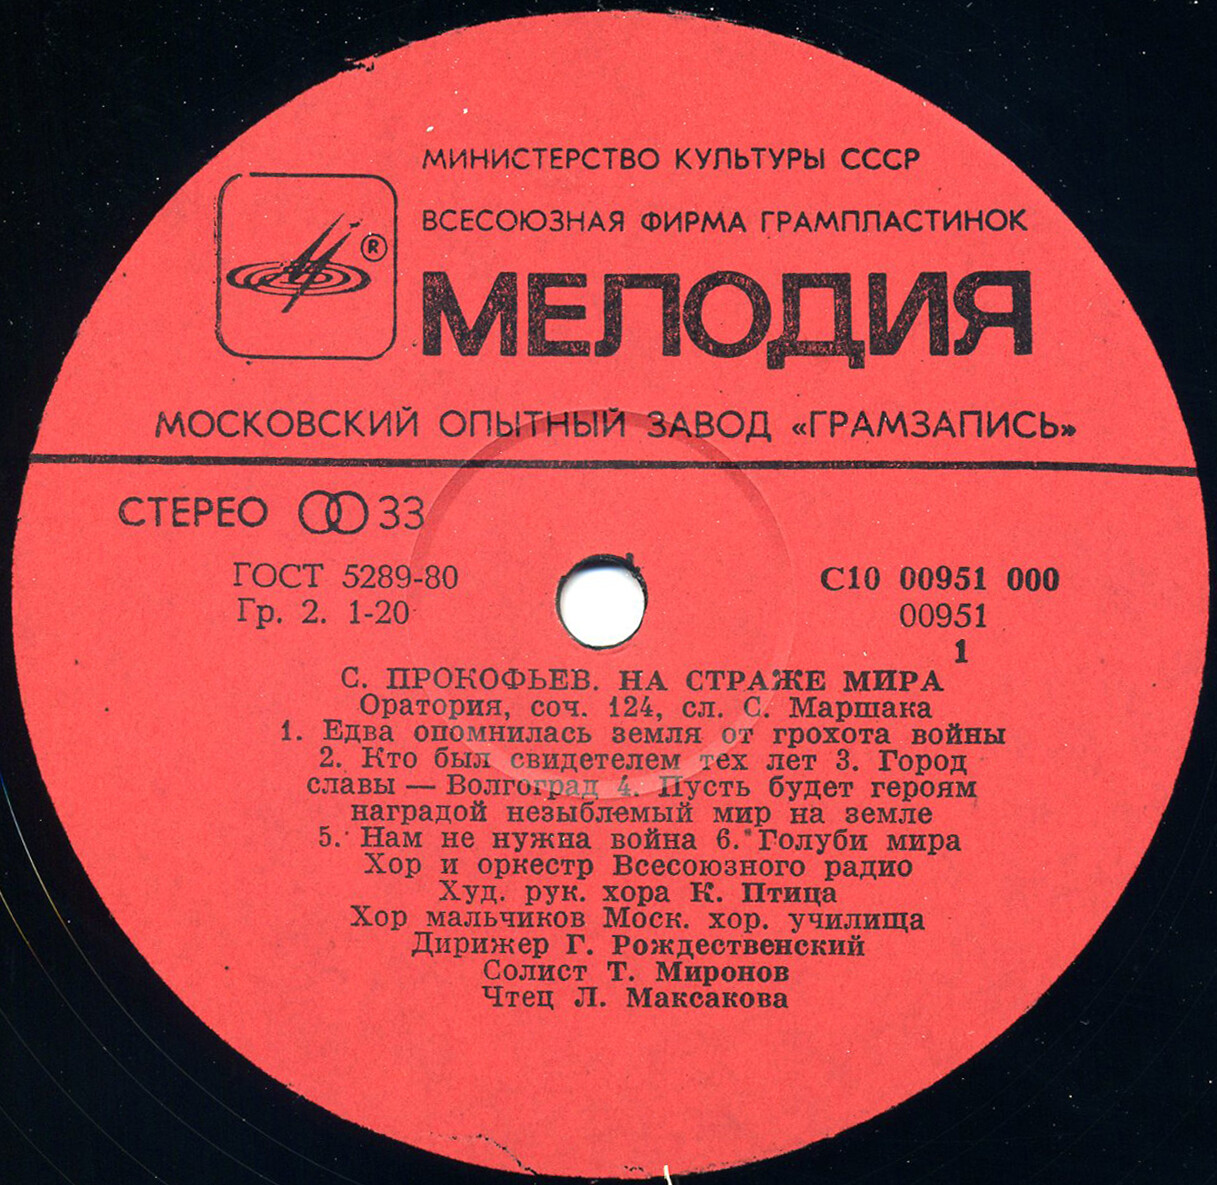 МИНИСТЕРСТВО КУЛЬТУРЫ СССР
ВСЕСОЮЗНАЯ ФИРМА ГРАМПЛАСТИНОК
®
МЕЛОДИЯ
МОСКОВСКИЙ ОПЫТНЫЙ ЗАВОД «ГРАМЗАПИСЬ»
СТЕРЕО 33
ГОСТ 5289-80
Гр. 2. 1-20
С10 00951 000
00951
1
С. ПРОКОФЬЕВ. НА СТРАЖЕ МИРА
Оратория, соч. 124, сл. С. Маршака
1. Едва опомнилась земля от грохота войны
2. Кто был свидетелем тех лет 3. Город
славы — Волгоград 4. Пусть будет героям
наградой незыблемый мир на земле
5. Нам не нужна война 6. Голуби мира
Хор и оркестр Всесоюзного радио
Худ. рук. хора К. Птица
Хор мальчиков Моск. хор. училища
Дирижер Г. Рождественский
Солист Т. Миронов
Чтец Л. Максакова